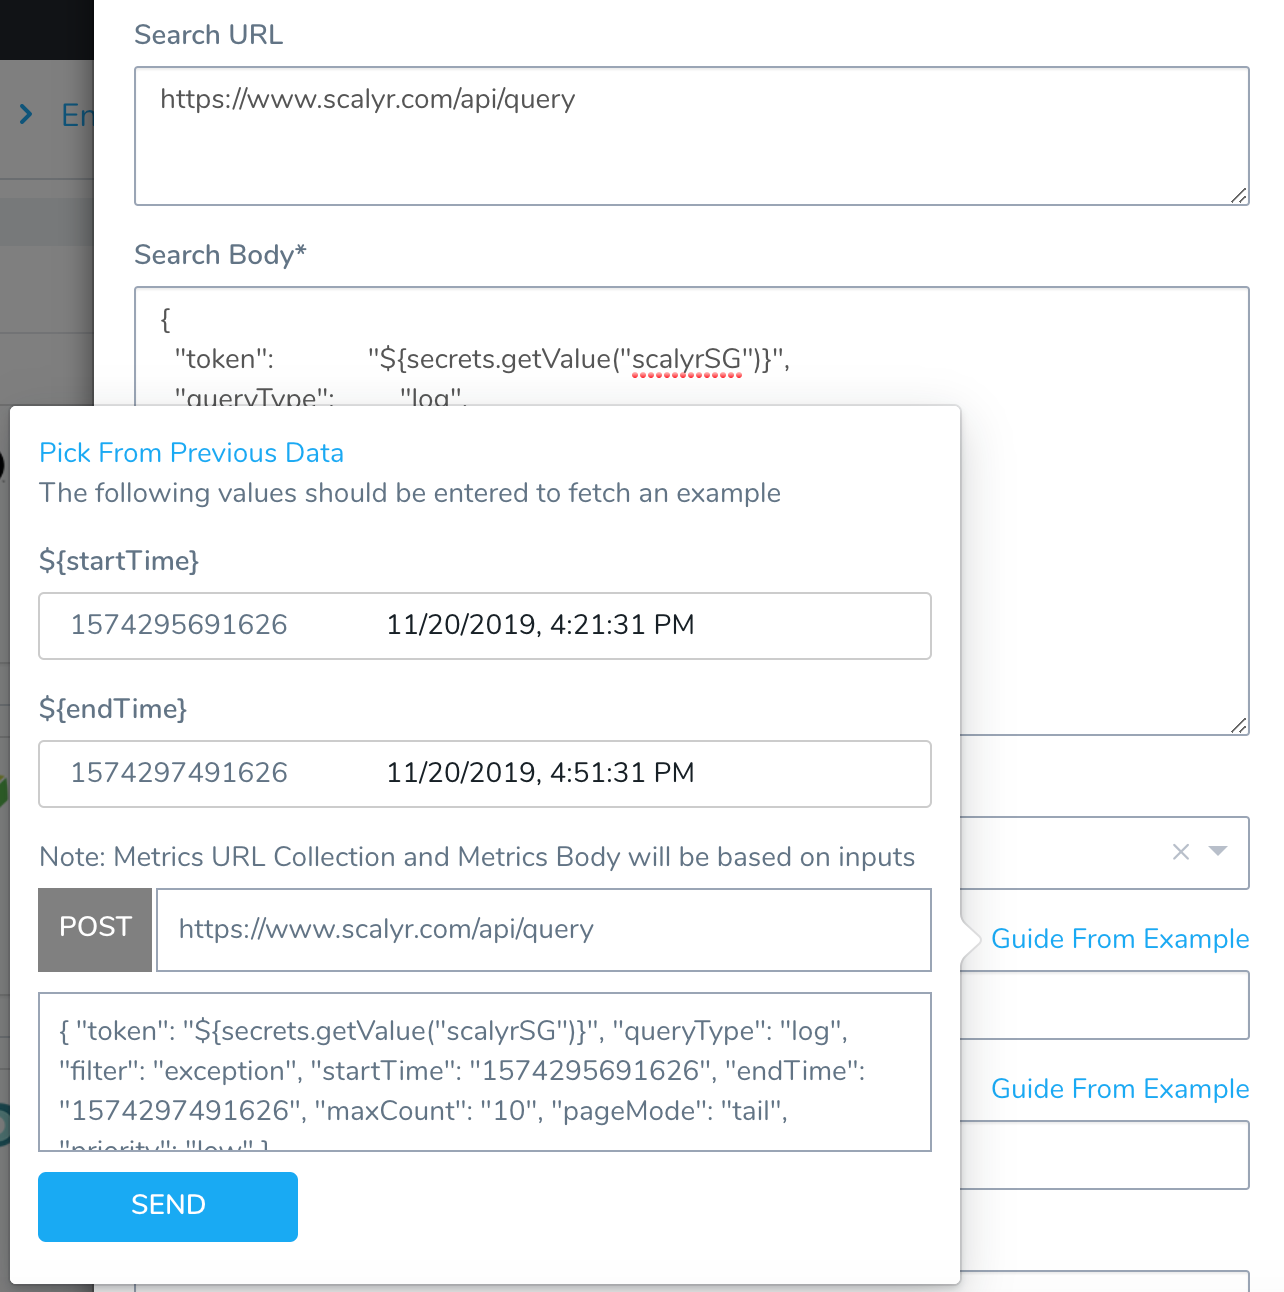 Search URL
https://www.scalyr.com/api/query
En
Search Body*
{
"token": "${secrets.getValue("scalyrSG")}",
"queryType": "log",
Pick From Previous Data
The following values should be entered to fetch an example
${startTime}
1574295691626 11/20/2019, 4:21:31 PM
${endTime}
1574297491626 11/20/2019, 4:51:31 PM
Note: Metrics URL Collection and Metrics Body will be based on inputs
POST https://www.scalyr.com/api/query
Guide From Example
{ "token": "${secrets.getValue("scalyrSG")}", "queryType": "log",
"filter": "exception", "startTime": "1574295691626", "endTime":
"1574297491626", "maxCount": "10", "pageMode": "tail",
"priority": "low" }
Guide From Example
SEND